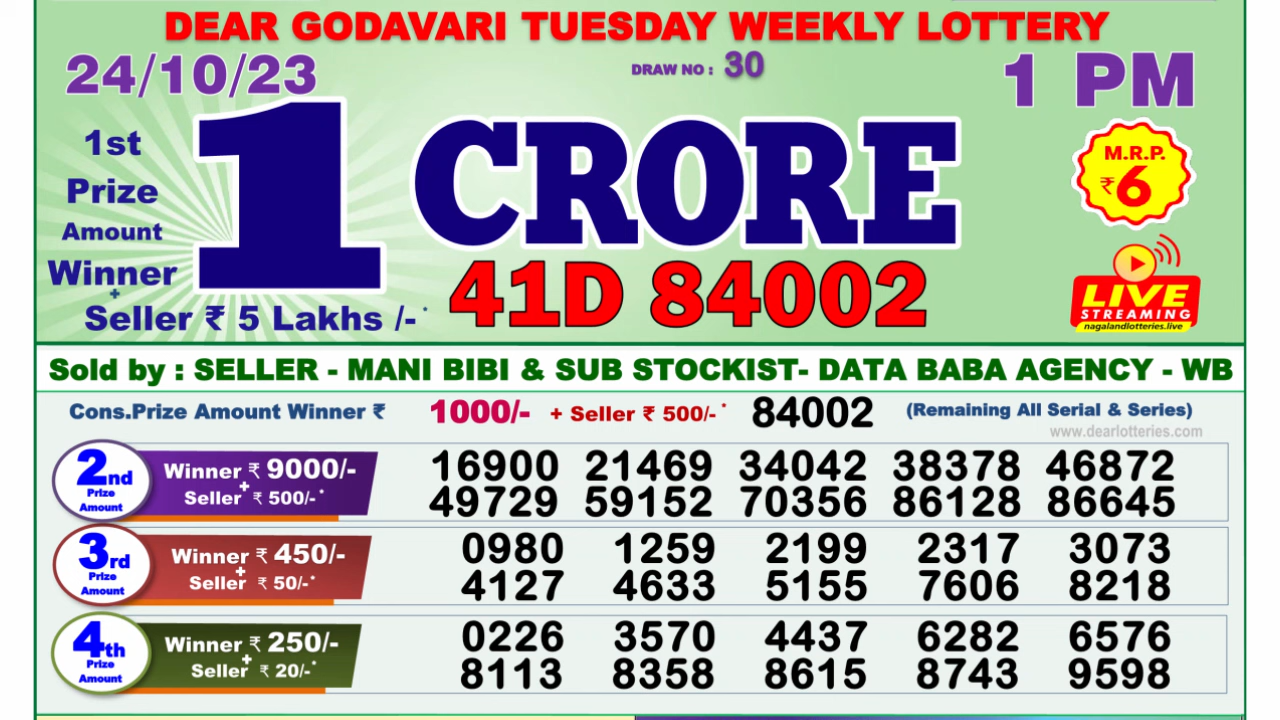 DEAR GODAVARI TUESDAY WEEKLY LOTTERY
24/10/23
DRAW NO : 30
1 PM
1st
Prize
Amount
Winner
+
Seller ₹ 5 Lakhs /-*
1 CRORE
41D 84002
M.R.P.
₹6
LIVE
STREAMING
nagalandlotteries.live
Sold by : SELLER - MANI BIBI & SUB STOCKIST- DATA BABA AGENCY - WB
Cons.Prize Amount Winner ₹ 1000/- + Seller ₹ 500/-* 84002 (Remaining All Serial & Series)
www.dearlotteries.com
2nd
Prize
Amount
Winner ₹ 9000/-
+
Seller ₹ 500/-*
16900 21469 34042 38378 46872
49729 59152 70356 86128 86645
3rd
Prize
Amount
Winner ₹ 450/-
+
Seller ₹ 50/-*
0980 1259 2199 2317 3073
4127 4633 5155 7606 8218
4th
Prize
Amount
Winner ₹ 250/-
+
Seller ₹ 20/-*
0226 3570 4437 6282 6576
8113 8358 8615 8743 9598